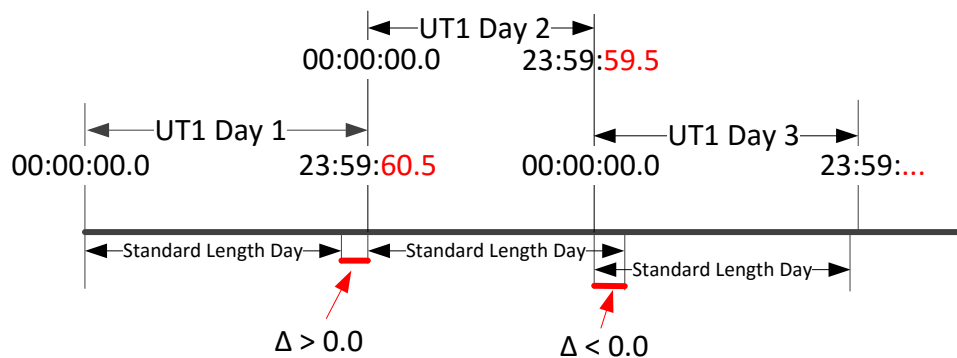 UT1 Day 2
00:00:00.0 23:59:59.5
UT1 Day 1 UT1 Day 3
00:00:00.0 23:59:60.5 00:00:00.0 23:59:...
Standard Length Day Standard Length Day
Standard Length Day
Δ > 0.0 Δ < 0.0